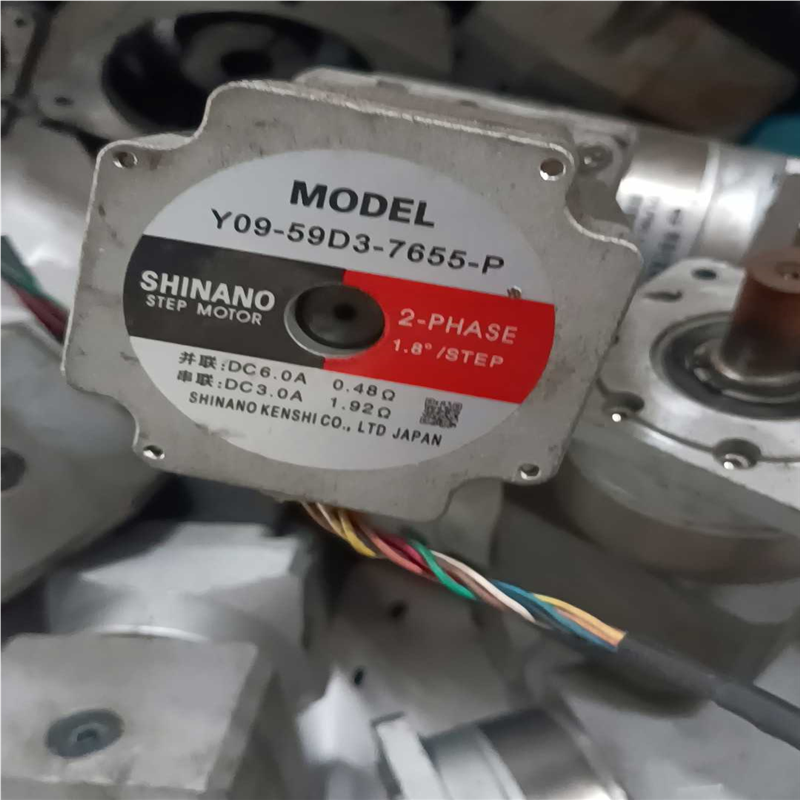 MODEL
Y09-59D3-7655-P
SHINANO
STEP MOTOR
2-PHASE
1.8°/STEP
并联:DC6.0A 0.48Ω
串联:DC3.0A 1.92Ω
SHINANO KENSHI CO., LTD JAPAN